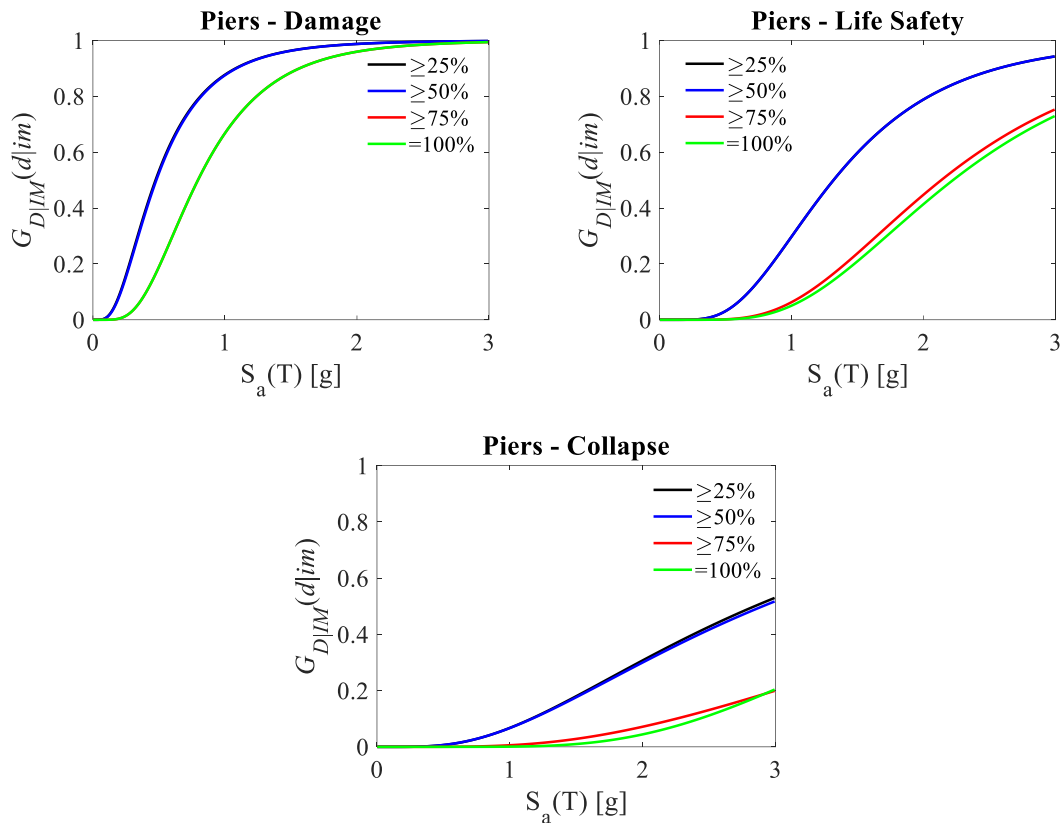 Piers - Damage
1
0.8
0.6
0.4
0.2
0
0 1 2 3
G_{D|IM}(d|im)
S_a(T) [g]
≥25%
≥50%
≥75%
=100%
Piers - Life Safety
1
0.8
0.6
0.4
0.2
0
0 1 2 3
G_{D|IM}(d|im)
S_a(T) [g]
≥25%
≥50%
≥75%
=100%
Piers - Collapse
1
0.8
0.6
0.4
0.2
0
0 1 2 3
G_{D|IM}(d|im)
S_a(T) [g]
≥25%
≥50%
≥75%
=100%